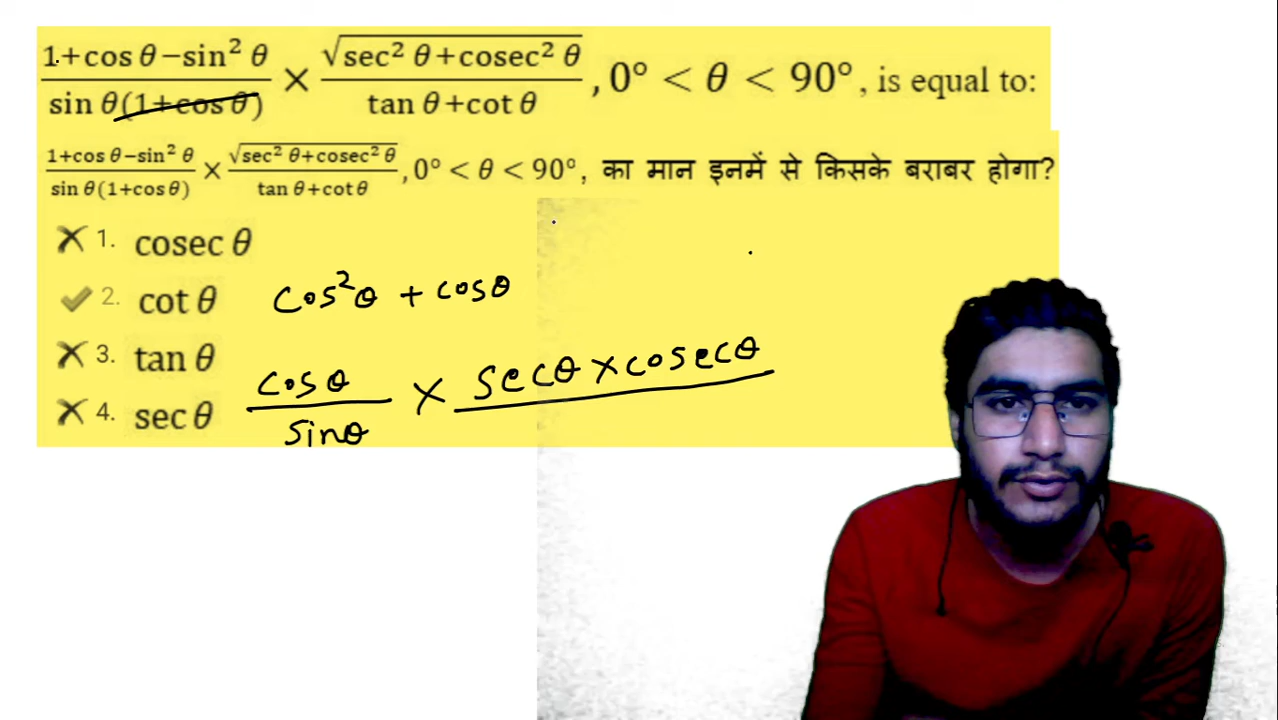 1+cos θ−sin² θ / sin θ(1+cos θ) × √sec² θ+cosec² θ / tan θ+cot θ , 0° < θ < 90°, is equal to:
1+cos θ−sin² θ / sin θ(1+cos θ) × √sec² θ+cosec² θ / tan θ+cot θ , 0° < θ < 90°, का मान इनमें से किसके बराबर होगा?
1. cosec θ
2. cot θ
cos²θ + cosθ
3. tan θ
4. sec θ
cosθ / sinθ × secθ × cosecθ